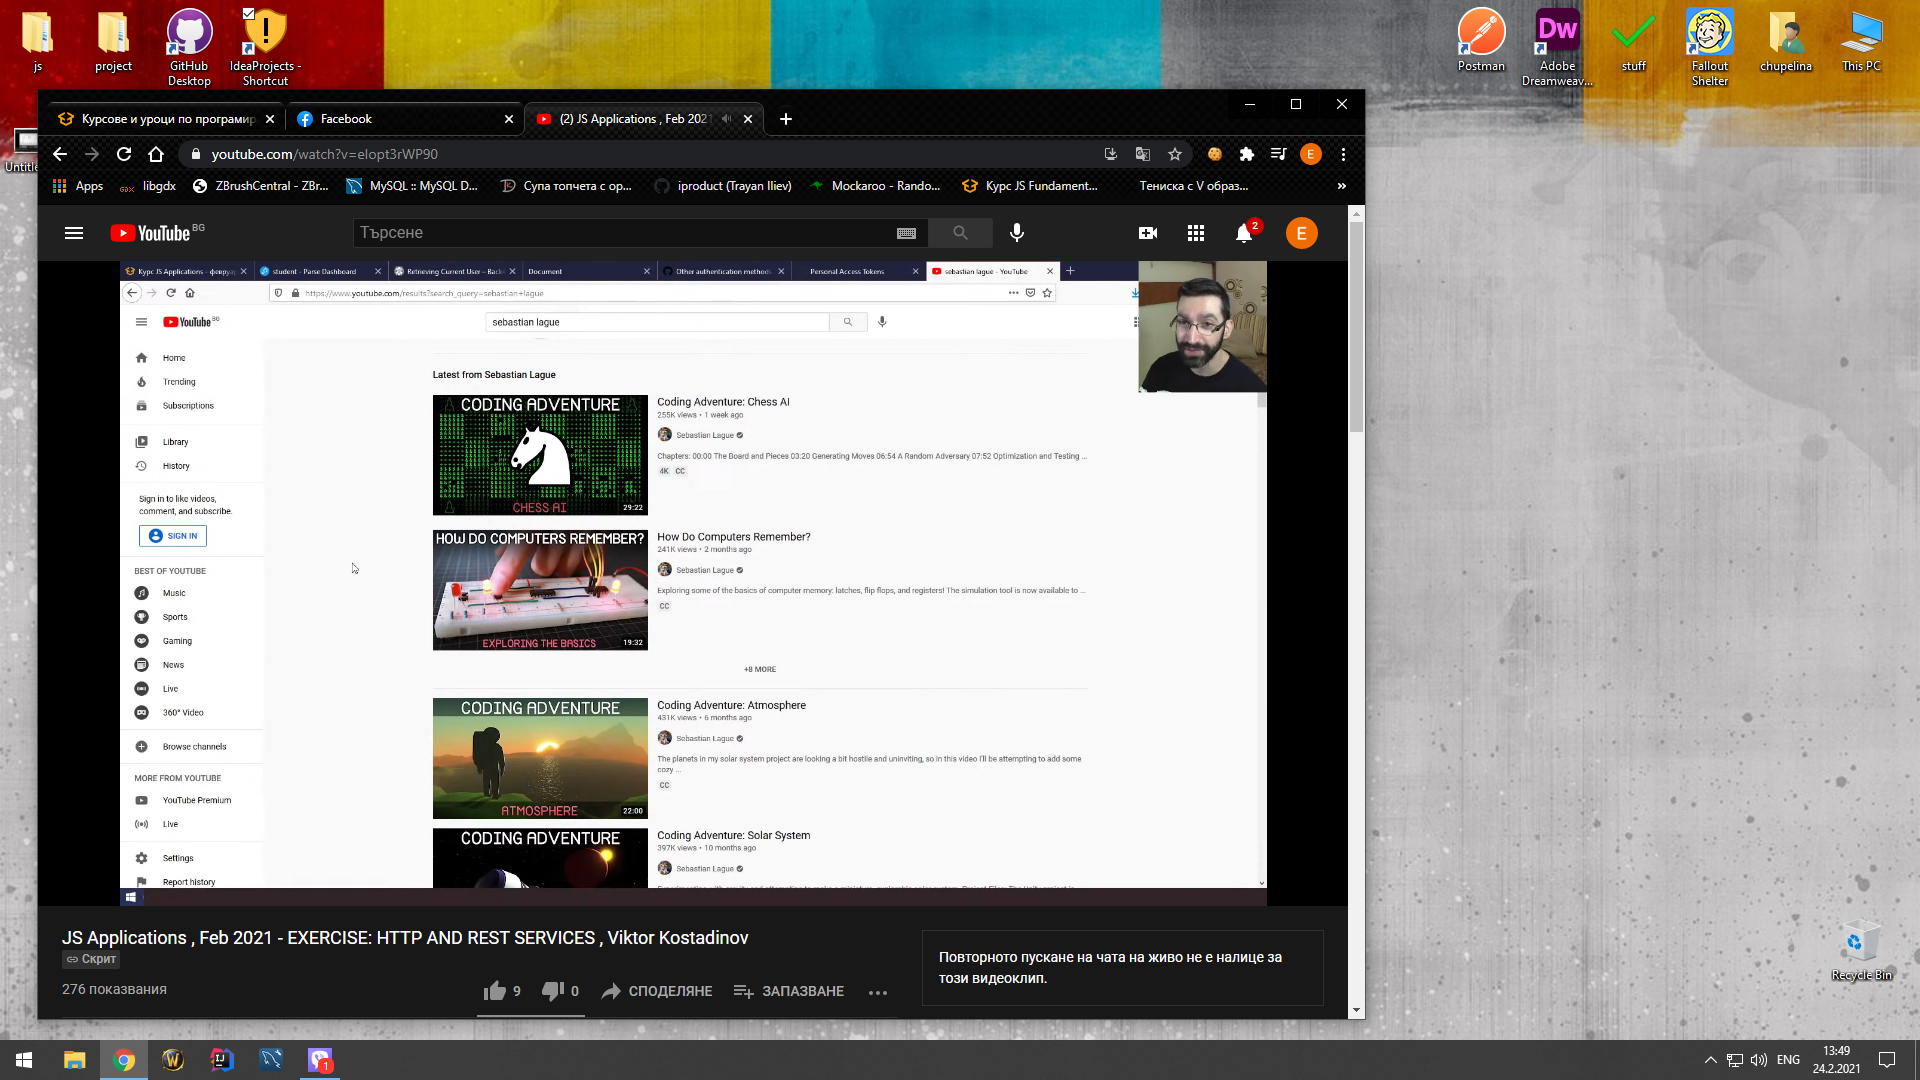 js
project
GitHub
Desktop
IdeaProjects -
Shortcut
Postman
Adobe
Dreamweav...
stuff
Fallout
Shelter
chupelina
This PC
Курсове и уроци по програмир
Facebook
(2) JS Applications , Feb 2021
youtube.com/watch?v=elopt3rWP90
Apps
libgdx
ZBrushCentral - ZBr...
MySQL :: MySQL D...
Супа топчета с ор...
iproduct (Trayan Iliev)
Mockaroo - Rando...
Курс JS Fundament...
Тениска с V образ...
YouTube BG
Търсене
2
E
Курс JS Applications - февруар
student - Parse Dashboard
Retrieving Current User – Back4
Document
Other authentication methods
Personal Access Tokens
sebastian lague - YouTube
https://www.youtube.com/results?search_query=sebastian+lague
YouTube BG
sebastian lague
Home
Trending
Subscriptions
Library
History
Sign in to like videos,
comment, and subscribe.
SIGN IN
BEST OF YOUTUBE
Music
Sports
Gaming
News
Live
360° Video
Browse channels
MORE FROM YOUTUBE
YouTube Premium
Live
Settings
Report history
Latest from Sebastian Lague
CODING ADVENTURE
CHESS AI
29:22
Coding Adventure: Chess AI
255K views • 1 week ago
Sebastian Lague
Chapters: 00:00 The Board and Pieces 03:20 Generating Moves 06:54 A Random Adversary 07:52 Optimization and Testing ...
4K CC
HOW DO COMPUTERS REMEMBER?
EXPLORING THE BASICS
19:32
How Do Computers Remember?
241K views • 2 months ago
Sebastian Lague
Exploring some of the basics of computer memory: latches, flip flops, and registers! The simulation tool is now available to ...
CC
+8 MORE
CODING ADVENTURE
ATMOSPHERE
22:00
Coding Adventure: Atmosphere
431K views • 6 months ago
Sebastian Lague
The planets in my solar system project are looking a bit hostile and uninviting, so in this video I'll be attempting to add some
cozy ...
CC
CODING ADVENTURE
Coding Adventure: Solar System
397K views • 10 months ago
Sebastian Lague
JS Applications , Feb 2021 - EXERCISE: HTTP AND REST SERVICES , Viktor Kostadinov
Скрит
276 показвания
9
0
СПОДЕЛЯНЕ
ЗАПАЗВАНЕ
Повторното пускане на чата на живо не е налице за
този видеоклип.
Recycle Bin
1
ENG
13:49
24.2.2021